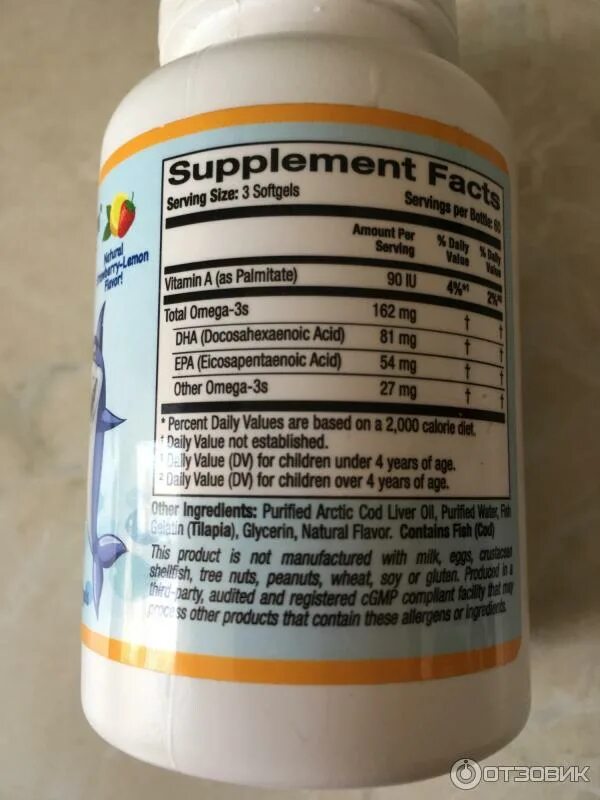 Supplement Facts
Serving Size: 3 Softgels Servings per Bottle: 60
Amount Per Serving % Daily Value % Daily Value
Vitamin A (as Palmitate) 90 IU 4%*¹ 2%*²
Total Omega-3s 162 mg † †
DHA (Docosahexaenoic Acid) 81 mg † †
EPA (Eicosapentaenoic Acid) 54 mg † †
Other Omega-3s 27 mg † †
* Percent Daily Values are based on a 2,000 calorie diet.
† Daily Value not established.
¹ Daily Value (DV) for children under 4 years of age.
² Daily Value (DV) for children over 4 years of age.
Other Ingredients: Purified Arctic Cod Liver Oil, Purified Water, Fish
Gelatin (Tilapia), Glycerin, Natural Flavor. Contains Fish (Cod)
This product is not manufactured with milk, eggs, crustacean
shellfish, tree nuts, peanuts, wheat, soy or gluten. Produced in a
third-party, audited and registered cGMP compliant facility that may
process other products that contain these allergens or ingredients.
Natural
Lemon
Flavor!
ОТЗОВИК